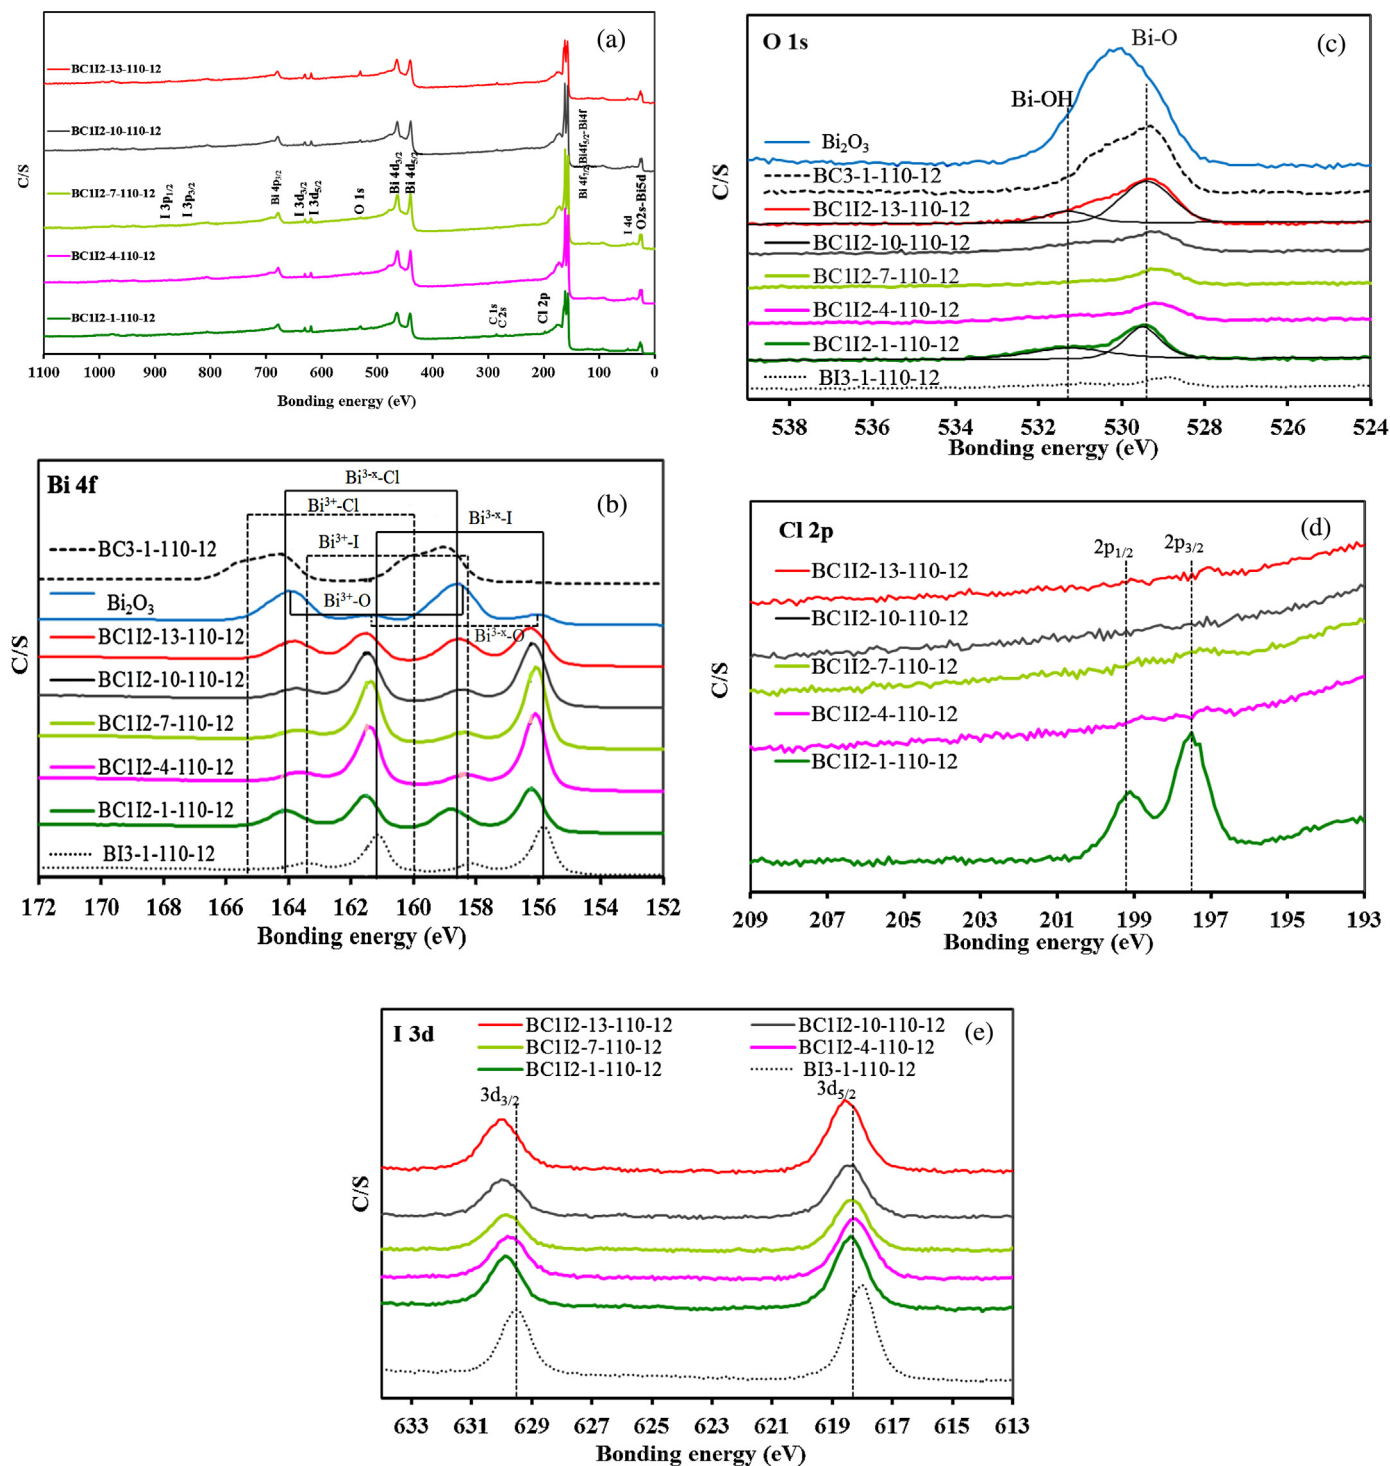 (a)
BC1I2-13-110-12
BC1I2-10-110-12
BC1I2-7-110-12
BC1I2-4-110-12
BC1I2-1-110-12
I 3p1/2
I 3p3/2
Bi 4p3/2
I 3d3/2
I 3d5/2
O 1s
Bi 4d3/2
Bi 4d5/2
C 1s
C 2s
Cl 2p
Bi 4f7/2-Bi4f5/2-Bi4f
I 4d
O2s-Bi5d
C/S
1100 1000 900 800 700 600 500 400 300 200 100 0
Bonding energy (eV)
O 1s
(c)
Bi-O
Bi-OH
Bi2O3
BC3-1-110-12
BC1I2-13-110-12
BC1I2-10-110-12
BC1I2-7-110-12
BC1I2-4-110-12
BC1I2-1-110-12
BI3-1-110-12
C/S
538 536 534 532 530 528 526 524
Bonding energy (eV)
Bi 4f
(b)
Bi3-x-Cl
Bi3+-Cl
Bi3-x-I
Bi3+-I
Bi3+-O
Bi3-x-O
BC3-1-110-12
Bi2O3
BC1I2-13-110-12
BC1I2-10-110-12
BC1I2-7-110-12
BC1I2-4-110-12
BC1I2-1-110-12
BI3-1-110-12
C/S
172 170 168 166 164 162 160 158 156 154 152
Bonding energy (eV)
Cl 2p
(d)
2p1/2
2p3/2
BC1I2-13-110-12
BC1I2-10-110-12
BC1I2-7-110-12
BC1I2-4-110-12
BC1I2-1-110-12
C/S
209 207 205 203 201 199 197 195 193
Bonding energy (eV)
I 3d
(e)
BC1I2-13-110-12
BC1I2-10-110-12
BC1I2-7-110-12
BC1I2-4-110-12
BC1I2-1-110-12
BI3-1-110-12
3d3/2
3d5/2
C/S
633 631 629 627 625 623 621 619 617 615 613
Bonding energy (eV)